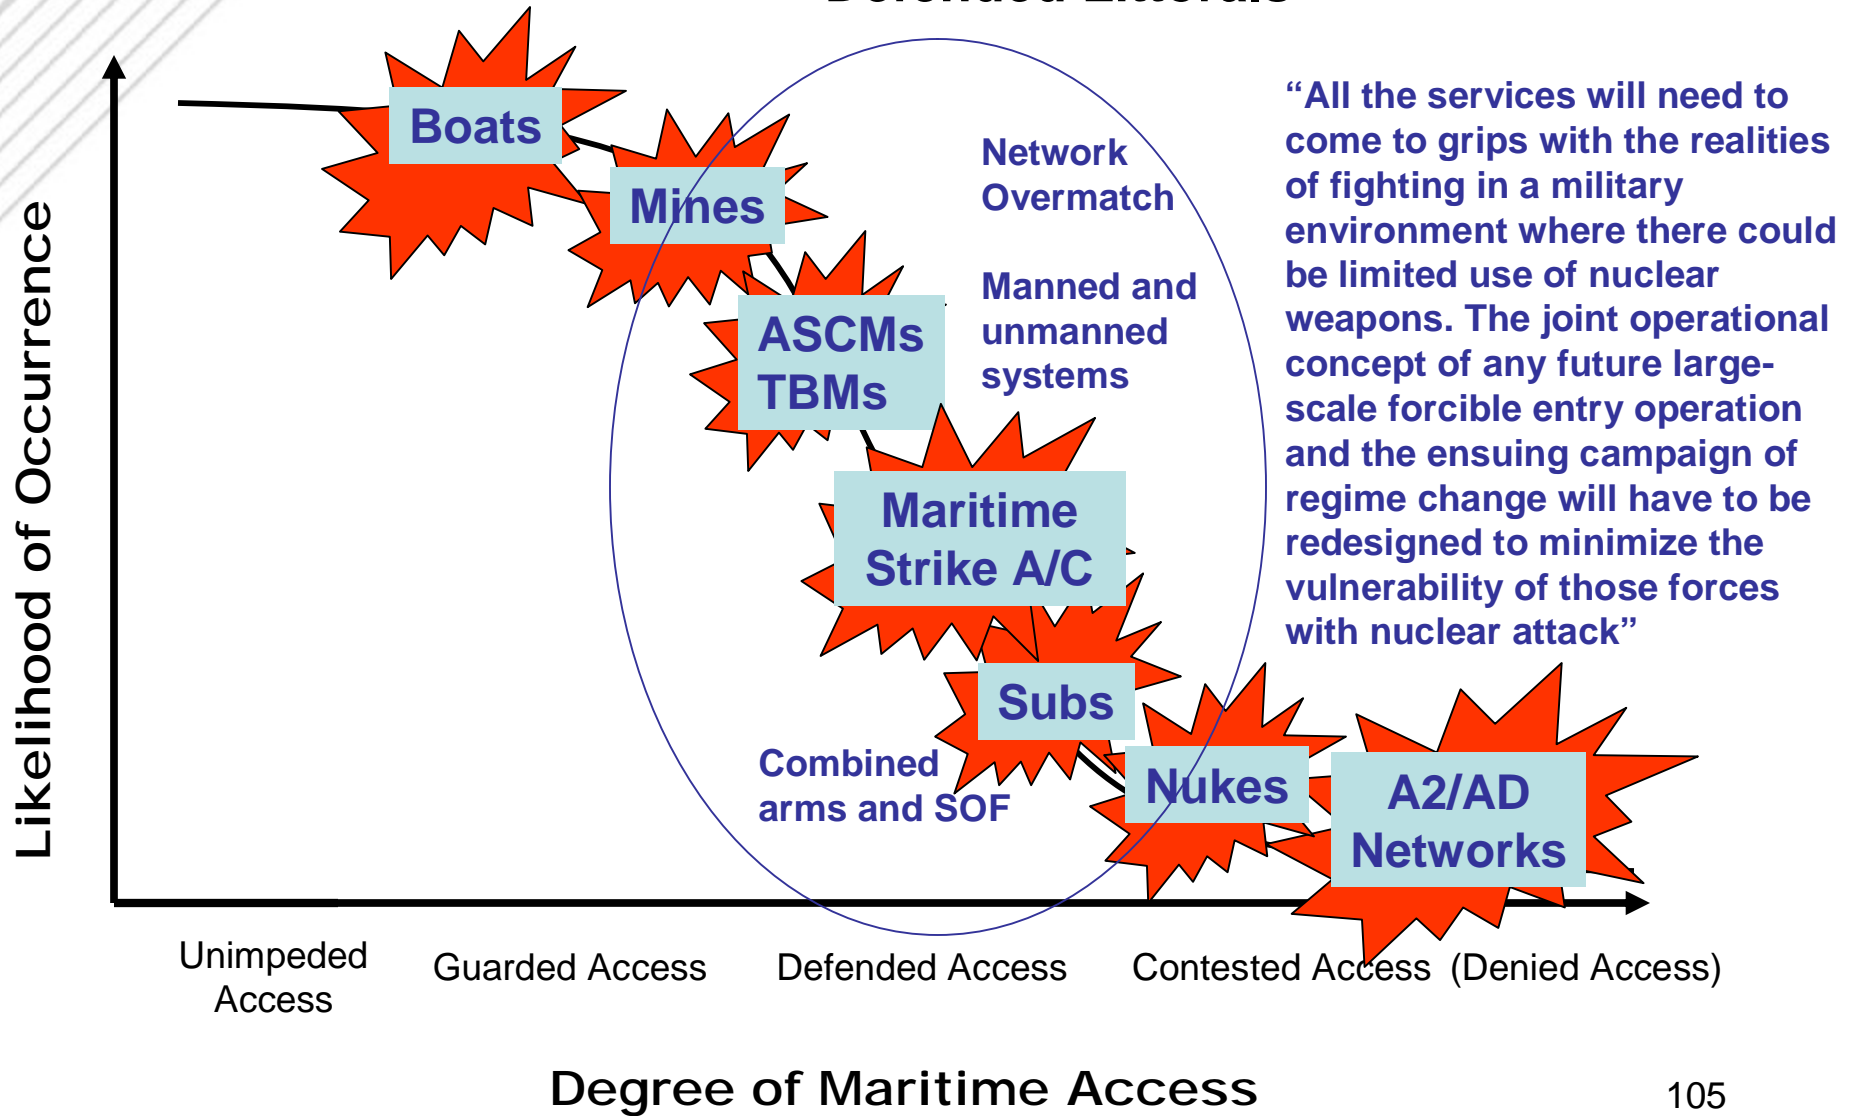 Defended Littorals
Likelihood of Occurrence
Boats
Mines
ASCMs
TBMs
Maritime
Strike A/C
Subs
Nukes
A2/AD
Networks
Network
Overmatch
Manned and
unmanned
systems
Combined
arms and SOF
“All the services will need to
come to grips with the realities
of fighting in a military
environment where there could
be limited use of nuclear
weapons. The joint operational
concept of any future large-
scale forcible entry operation
and the ensuing campaign of
regime change will have to be
redesigned to minimize the
vulnerability of those forces
with nuclear attack”
Unimpeded
Access
Guarded Access
Defended Access
Contested Access
(Denied Access)
Degree of Maritime Access
105